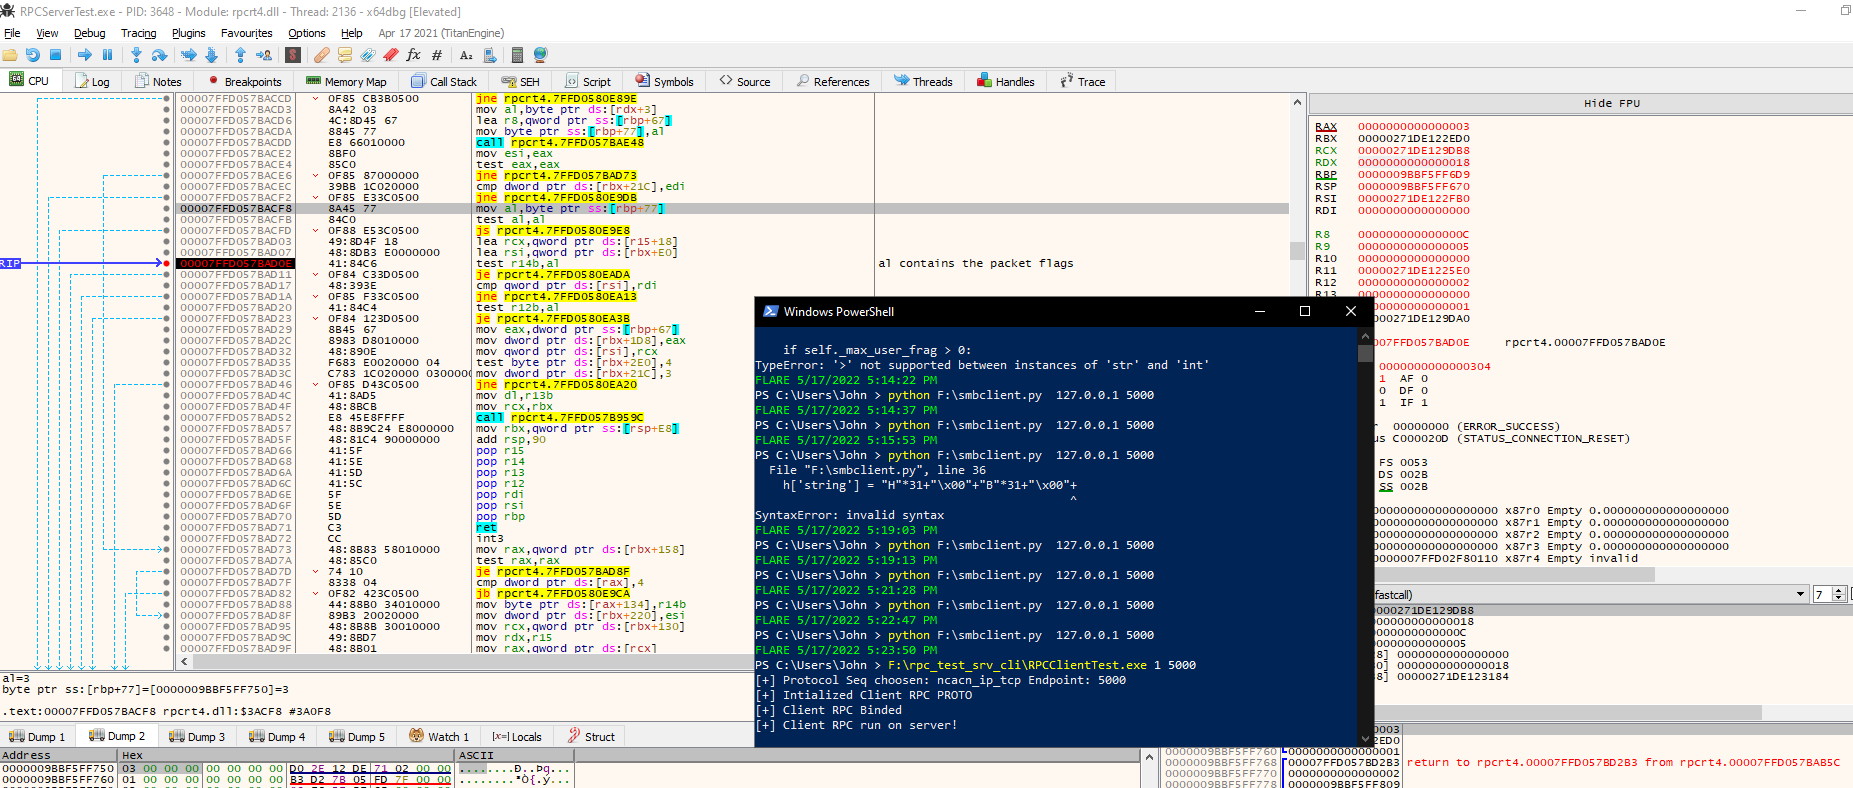 RPCServerTest.exe - PID: 3648 - Module: rpcrt4.dll - Thread: 2136 - x64dbg [Elevated]
File View Debug Tracing Plugins Favourites Options Help Apr 17 2021 (TitanEngine)
CPU Log Notes Breakpoints Memory Map Call Stack SEH Script Symbols Source References Threads Handles Trace
00007FFD057BACCD 0F85 CB3B0500 jne rpcrt4.7FFD0580E89E
00007FFD057BACD3 8A42 03 mov al,byte ptr ds:[rdx+3]
00007FFD057BACD6 4C:8D45 67 lea r8,qword ptr ss:[rbp+67]
00007FFD057BACDA 8845 77 mov byte ptr ss:[rbp+77],al
00007FFD057BACDD E8 66010000 call rpcrt4.7FFD057BAE48
00007FFD057BACE2 8BF0 mov esi,eax
00007FFD057BACE4 85C0 test eax,eax
00007FFD057BACE6 0F85 87000000 jne rpcrt4.7FFD057BAD73
00007FFD057BACEC 39BB 1C020000 cmp dword ptr ds:[rbx+21C],edi
00007FFD057BACF2 0F85 E33C0500 jne rpcrt4.7FFD0580E9DB
00007FFD057BACF8 8A45 77 mov al,byte ptr ss:[rbp+77]
00007FFD057BACFB 84C0 test al,al
00007FFD057BACFD 0F88 E53C0500 js rpcrt4.7FFD0580E9E8
00007FFD057BAD03 49:8D4F 18 lea rcx,qword ptr ds:[r15+18]
00007FFD057BAD07 48:8DB3 E0000000 lea rsi,qword ptr ds:[rbx+E0]
RIP 00007FFD057BAD0E 41:84C6 test r14b,al al contains the packet flags
00007FFD057BAD11 0F84 C33D0500 je rpcrt4.7FFD0580EADA
00007FFD057BAD17 48:393E cmp qword ptr ds:[rsi],rdi
00007FFD057BAD1A 0F85 F33C0500 jne rpcrt4.7FFD0580EA13
00007FFD057BAD20 41:84C4 test r12b,al
00007FFD057BAD23 0F84 123D0500 je rpcrt4.7FFD0580EA3B
00007FFD057BAD29 8B45 67 mov eax,dword ptr ss:[rbp+67]
00007FFD057BAD2C 8983 D8010000 mov dword ptr ds:[rbx+1D8],eax
00007FFD057BAD32 48:890E mov qword ptr ds:[rsi],rcx
00007FFD057BAD35 F683 E0020000 04 test byte ptr ds:[rbx+2E0],4
00007FFD057BAD3C C783 1C020000 0300000 mov dword ptr ds:[rbx+21C],3
00007FFD057BAD46 0F85 D43C0500 jne rpcrt4.7FFD0580EA20
00007FFD057BAD4C 41:8AD5 mov dl,r13b
00007FFD057BAD4F 48:8BCB mov rcx,rbx
00007FFD057BAD52 E8 45E8FFFF call rpcrt4.7FFD057B959C
00007FFD057BAD57 48:8B9C24 E8000000 mov rbx,qword ptr ss:[rsp+E8]
00007FFD057BAD5F 48:81C4 90000000 add rsp,90
00007FFD057BAD66 41:5F pop r15
00007FFD057BAD68 41:5E pop r14
00007FFD057BAD6A 41:5D pop r13
00007FFD057BAD6C 41:5C pop r12
00007FFD057BAD6E 5F pop rdi
00007FFD057BAD6F 5E pop rsi
00007FFD057BAD70 5D pop rbp
00007FFD057BAD71 C3 ret
00007FFD057BAD72 CC int3
00007FFD057BAD73 48:8B83 58010000 mov rax,qword ptr ds:[rbx+158]
00007FFD057BAD7A 48:85C0 test rax,rax
00007FFD057BAD7D 74 10 je rpcrt4.7FFD057BAD8F
00007FFD057BAD7F 8338 04 cmp dword ptr ds:[rax],4
00007FFD057BAD82 0F82 423C0500 jb rpcrt4.7FFD0580E9CA
00007FFD057BAD88 44:88B0 34010000 mov byte ptr ds:[rax+134],r14b
00007FFD057BAD8F 89B3 20020000 mov dword ptr ds:[rbx+220],esi
00007FFD057BAD95 48:8B8B 30010000 mov rcx,qword ptr ds:[rbx+130]
00007FFD057BAD9C 49:8BD7 mov rdx,r15
00007FFD057BAD9F 48:8B01 mov rax,qword ptr ds:[rcx]
al=3
byte ptr ss:[rbp+77]=[0000009BBF5FF750]=3
.text:00007FFD057BACF8 rpcrt4.dll:$3ACF8 #3A0F8
Dump 1 Dump 2 Dump 3 Dump 4 Dump 5 Watch 1 Locals Struct
Address Hex ASCII
0000009BBF5FF750 03 00 00 00 00 00 00 00 D0 2E 12 DE 71 02 00 00 ........Ð..Þq...
0000009BBF5FF760 01 00 00 00 00 00 00 00 B3 D2 7B 05 FD 7F 00 00 ........³Ò{.ý...
Hide FPU
RAX 0000000000000003
RBX 00000271DE122ED0
RCX 00000271DE129DB8
RDX 0000000000000018
RBP 0000009BBF5FF6D9
RSP 0000009BBF5FF670
RSI 00000271DE122FB0
RDI 0000000000000000
R8 000000000000000C
R9 0000000000000005
R10 0000000000000000
R11 00000271DE1225E0
R12 0000000000000002
R13 0000000000000000
0000000001
00271DE129DA0
07FFD057BAD0E rpcrt4.00007FFD057BAD0E
0000000000000304
1 AF 0
0 DF 0
1 IF 1
r 00000000 (ERROR_SUCCESS)
us C000020D (STATUS_CONNECTION_RESET)
FS 0053
DS 002B
SS 002B
0000000000000000 x87r0 Empty 0.000000000000000000
0000000000000000 x87r1 Empty 0.000000000000000000
0000000000000000 x87r2 Empty 0.000000000000000000
0000000000000000 x87r3 Empty 0.000000000000000000
00007FFD02F80110 x87r4 Empty invalid
fastcall) 7
0000271DE129DB8
000000000000018
00000000000000C
000000000000005
8] 0000000000000000
0] 0000000000000018
8] 00000271DE123184
Windows PowerShell
if self._max_user_frag > 0:
TypeError: '>' not supported between instances of 'str' and 'int'
FLARE 5/17/2022 5:14:22 PM
PS C:\Users\John > python F:\smbclient.py 127.0.0.1 5000
FLARE 5/17/2022 5:14:37 PM
PS C:\Users\John > python F:\smbclient.py 127.0.0.1 5000
FLARE 5/17/2022 5:15:53 PM
PS C:\Users\John > python F:\smbclient.py 127.0.0.1 5000
File "F:\smbclient.py", line 36
h['string'] = "H"*31+"\x00"+"B"*31+"\x00"+
^
SyntaxError: invalid syntax
FLARE 5/17/2022 5:19:03 PM
PS C:\Users\John > python F:\smbclient.py 127.0.0.1 5000
FLARE 5/17/2022 5:19:13 PM
PS C:\Users\John > python F:\smbclient.py 127.0.0.1 5000
FLARE 5/17/2022 5:21:28 PM
PS C:\Users\John > python F:\smbclient.py 127.0.0.1 5000
FLARE 5/17/2022 5:22:47 PM
PS C:\Users\John > python F:\smbclient.py 127.0.0.1 5000
FLARE 5/17/2022 5:23:50 PM
PS C:\Users\John > F:\rpc_test_srv_cli\RPCClientTest.exe 1 5000
[+] Protocol Seq choosen: ncacn_ip_tcp Endpoint: 5000
[+] Intialized Client RPC PROTO
[+] Client RPC Binded
[+] Client RPC run on server!
0000009BBF5FF760 0000000000000001
0000009BBF5FF768 00007FFD057BD2B3 return to rpcrt4.00007FFD057BD2B3 from rpcrt4.00007FFD057BAB5C
0000009BBF5FF770 0000000000000002
0000009BBF5FF778 0000009BBF5FF809